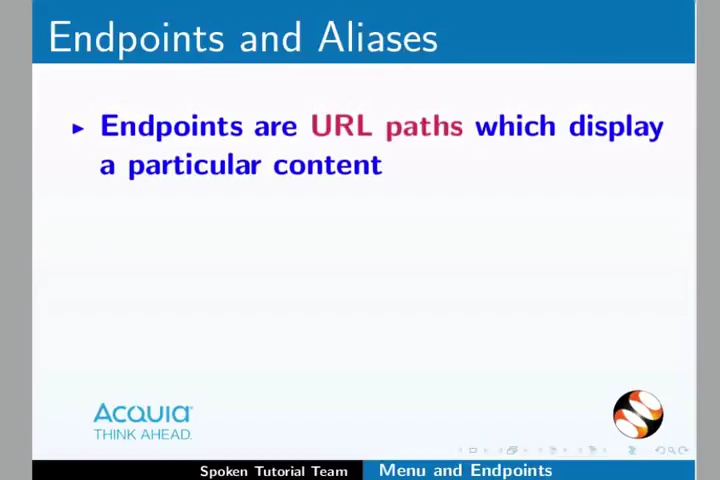 Endpoints and Aliases
Endpoints are URL paths which display
a particular content
ACQUIA
THINK AHEAD.
Spoken Tutorial Team Menu and Endpoints